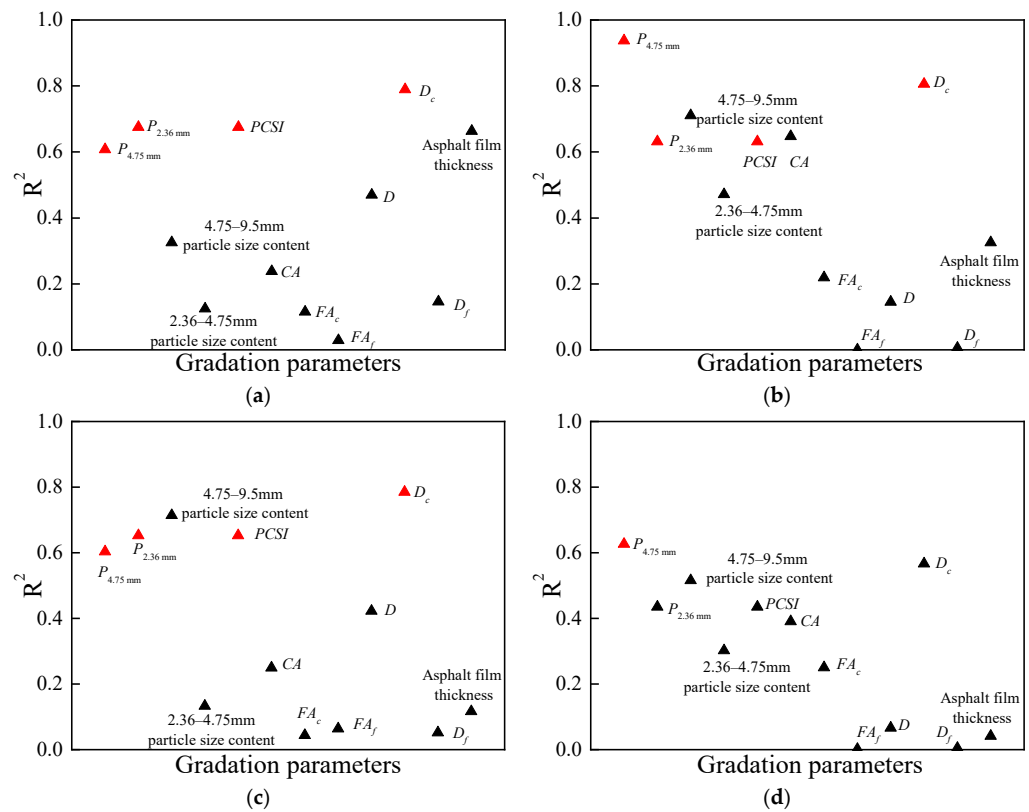 1.0
0.8
0.6
0.4
0.2
0.0
R²
P4.75 mm
P2.36 mm
PCSI
Dc
Asphalt film
thickness
D
4.75–9.5mm
particle size content
CA
2.36–4.75mm
particle size content
FAc
FAf
Df
Gradation parameters
(a)
1.0
0.8
0.6
0.4
0.2
0.0
R²
P4.75 mm
Dc
4.75–9.5mm
particle size content
P2.36 mm
PCSI
CA
2.36–4.75mm
particle size content
Asphalt film
thickness
FAc
D
FAf
Df
Gradation parameters
(b)
1.0
0.8
0.6
0.4
0.2
0.0
R²
4.75–9.5mm
particle size content
Dc
P2.36 mm
PCSI
P4.75 mm
D
CA
Asphalt film
thickness
2.36–4.75mm
particle size content
FAc
FAf
Df
Gradation parameters
(c)
1.0
0.8
0.6
0.4
0.2
0.0
R²
P4.75 mm
4.75–9.5mm
particle size content
Dc
P2.36 mm
PCSI
CA
2.36–4.75mm
particle size content
FAc
Asphalt film
thickness
FAf
D
Df
Gradation parameters
(d)